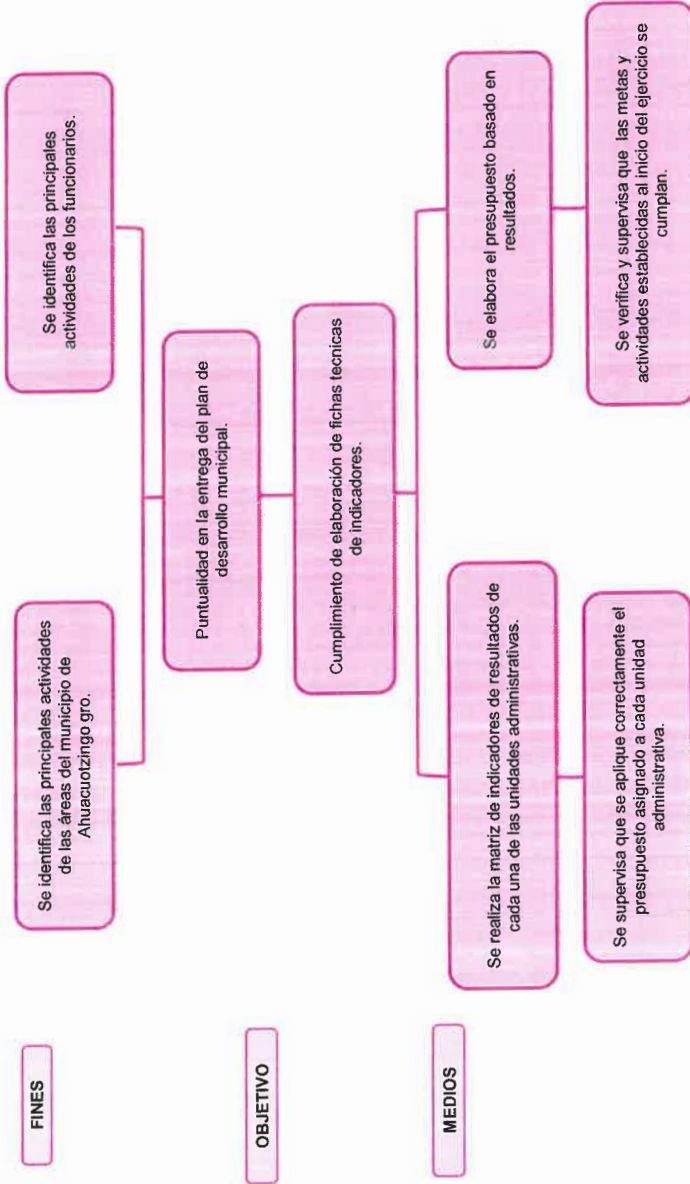 FINES
Se identifica las principales actividades
de las áreas del municipio de
Ahuacuotzingo gro.
Se identifica las principales
actividades de los funcionarios.
OBJETIVO
Puntualidad en la entrega del plan de
desarrollo municipal.
Cumplimiento de elaboración de fichas tecnicas
de indicadores.
MEDIOS
Se realiza la matriz de indicadores de resultados de
cada una de las unidades administrativas.
Se elabora el presupuesto basado en
resultados.
Se supervisa que se aplique correctamente el
presupuesto asignado a cada unidad
administrativa.
Se verifica y supervisa que las metas y
actividades establecidas al inicio del ejercicio se
cumplan.